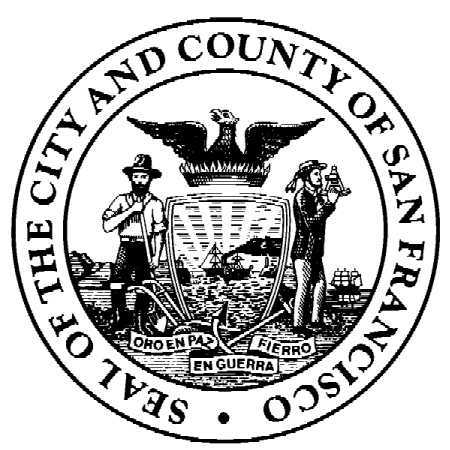 SEAL OF THE CITY AND COUNTY OF SAN FRANCISCO •
ORO EN PAZ
EN GUERRA
FIERRO